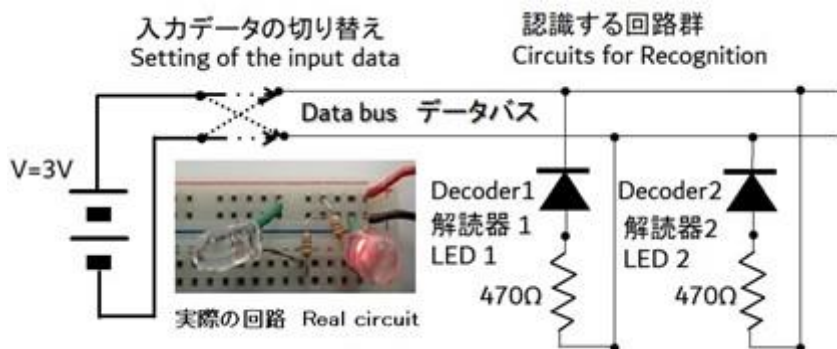 入力データの切り替え
Setting of the input data
認識する回路群
Circuits for Recognition
Data bus データバス
V=3V
Decoder1
解読器1
LED 1
Decoder2
解読器2
LED 2
470Ω
470Ω
実際の回路 Real circuit